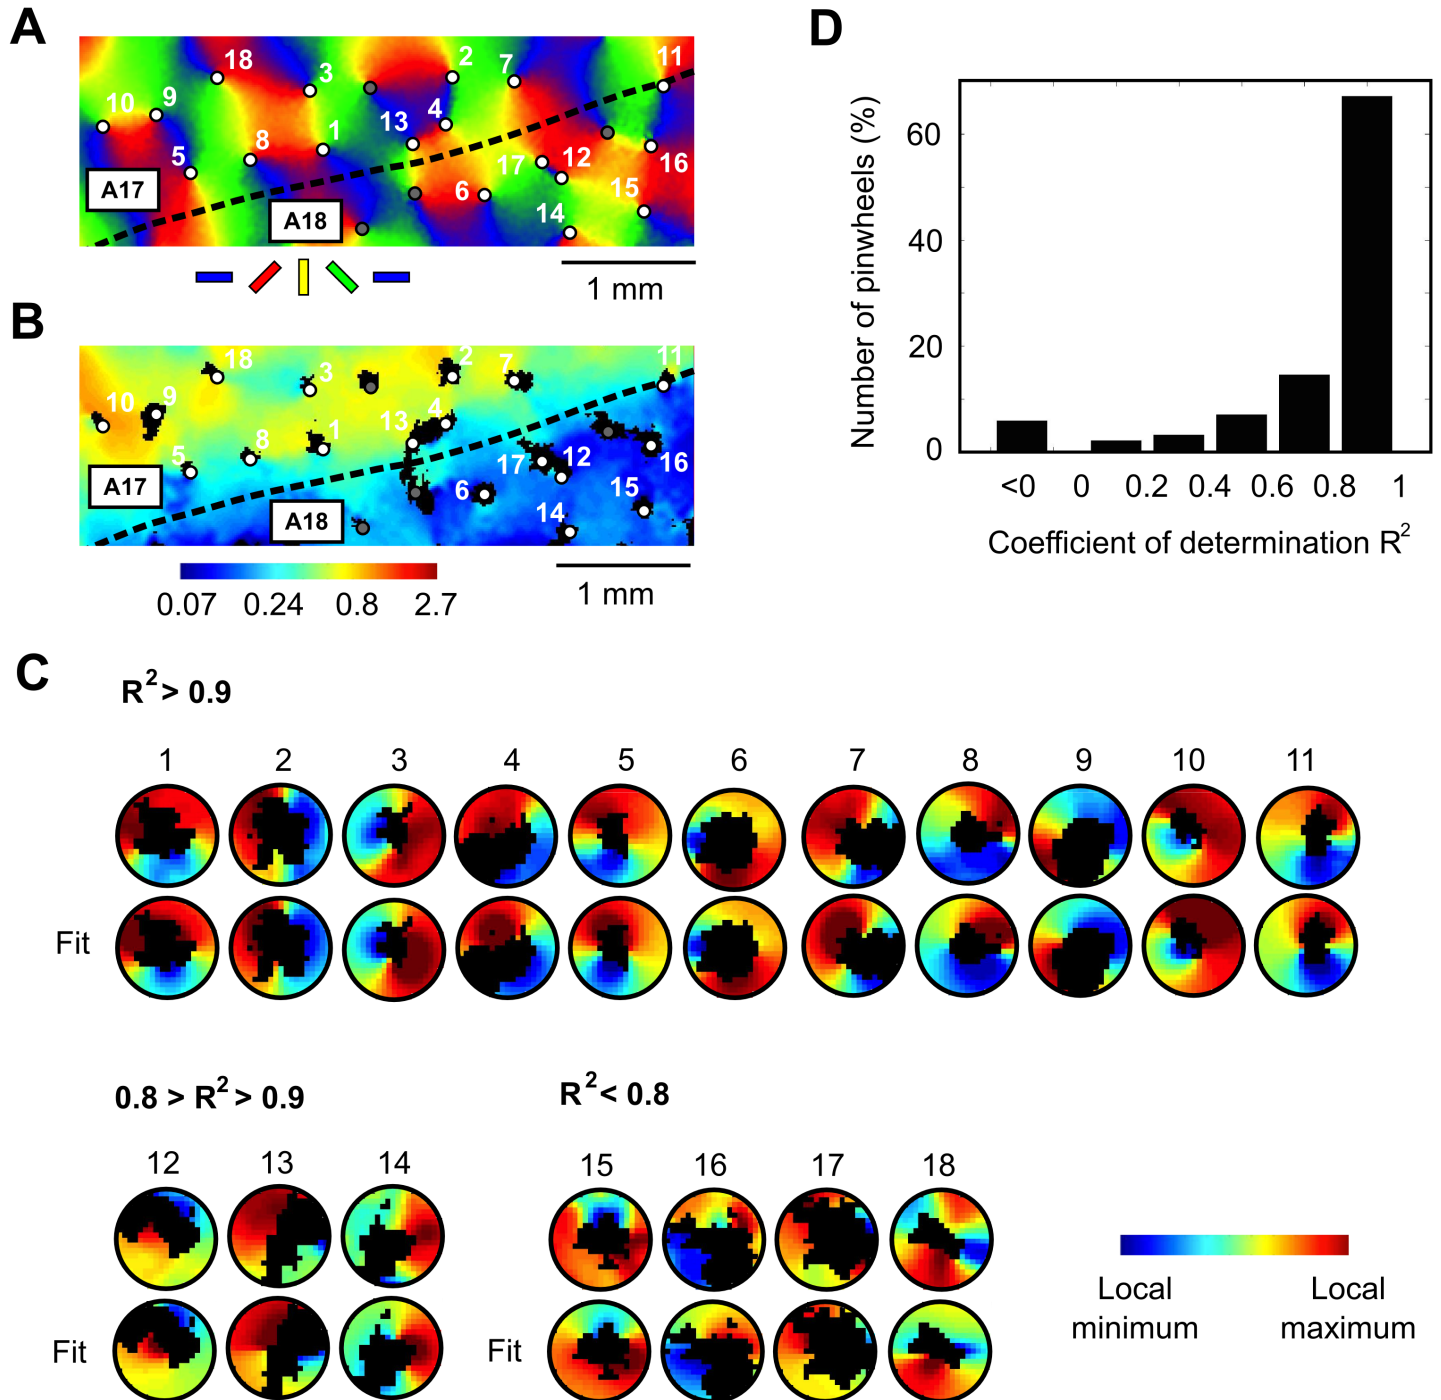 A
18
3
2
7
11
10
9
13
4
8
1
5
17
12
16
6
15
14
A17
A18
1 mm
B
18
3
2
7
11
10
9
13
4
1
8
5
17
12
16
6
15
14
A17
A18
0.07 0.24 0.8 2.7
1 mm
D
Number of pinwheels (%)
60
40
20
0
<0 0 0.2 0.4 0.6 0.8 1
Coefficient of determination R²
C
R² > 0.9
1 2 3 4 5 6 7 8 9 10 11
Fit
0.8 > R² > 0.9
R² < 0.8
12 13 14
15 16 17 18
Fit
Fit
Local minimum
Local maximum